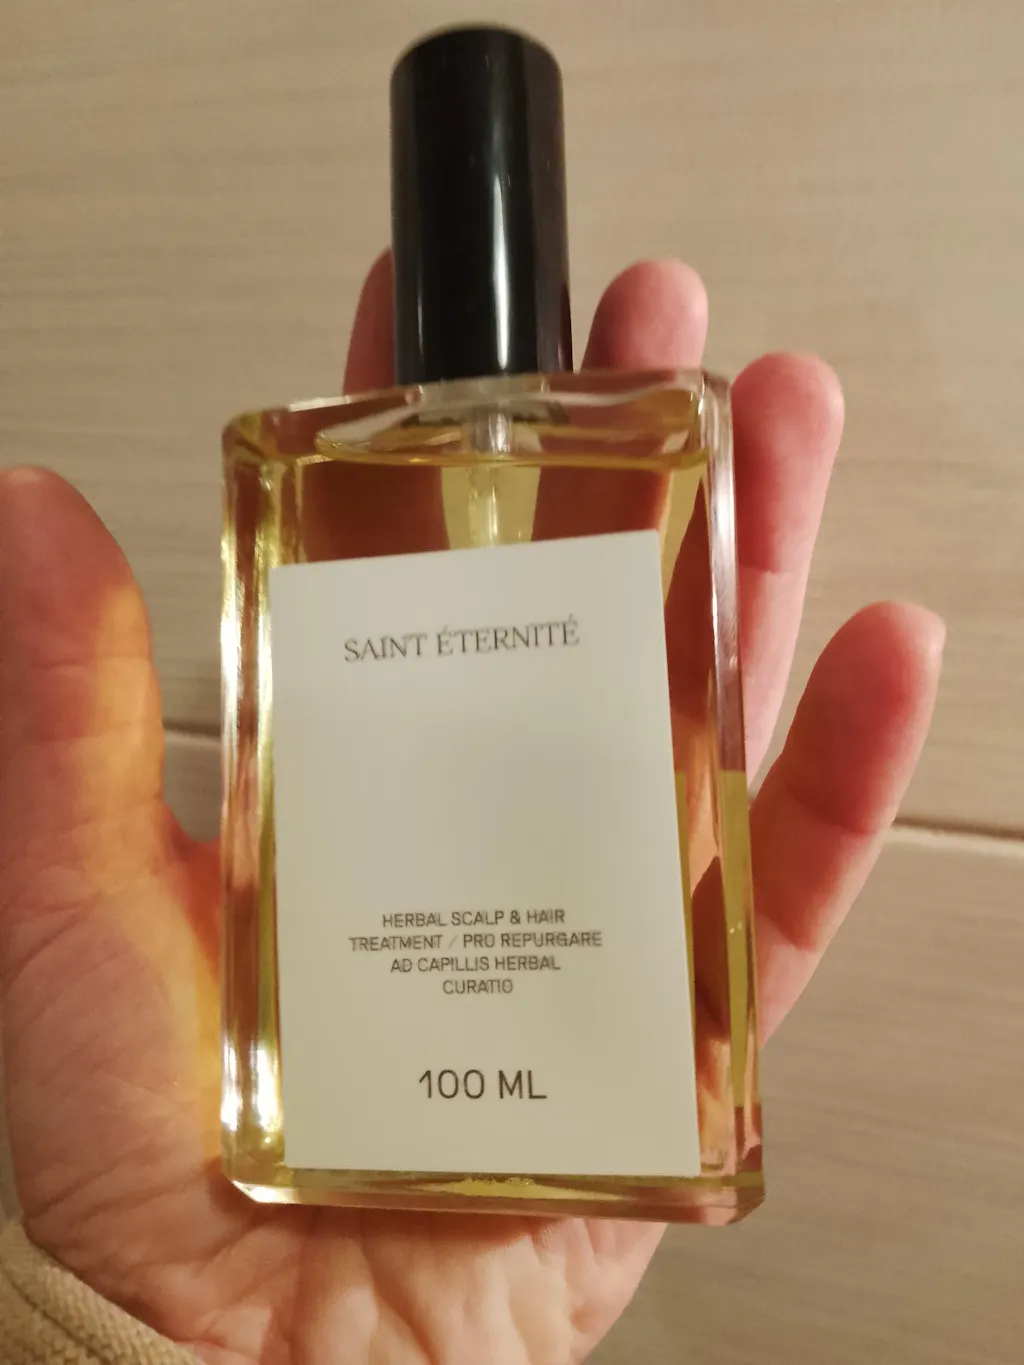 SAINT ÉTERNITÉ
HERBAL SCALP & HAIR
TREATMENT / PRO REPURGARE
AD CAPILLIS HERBAL
CURATIO
100 ML